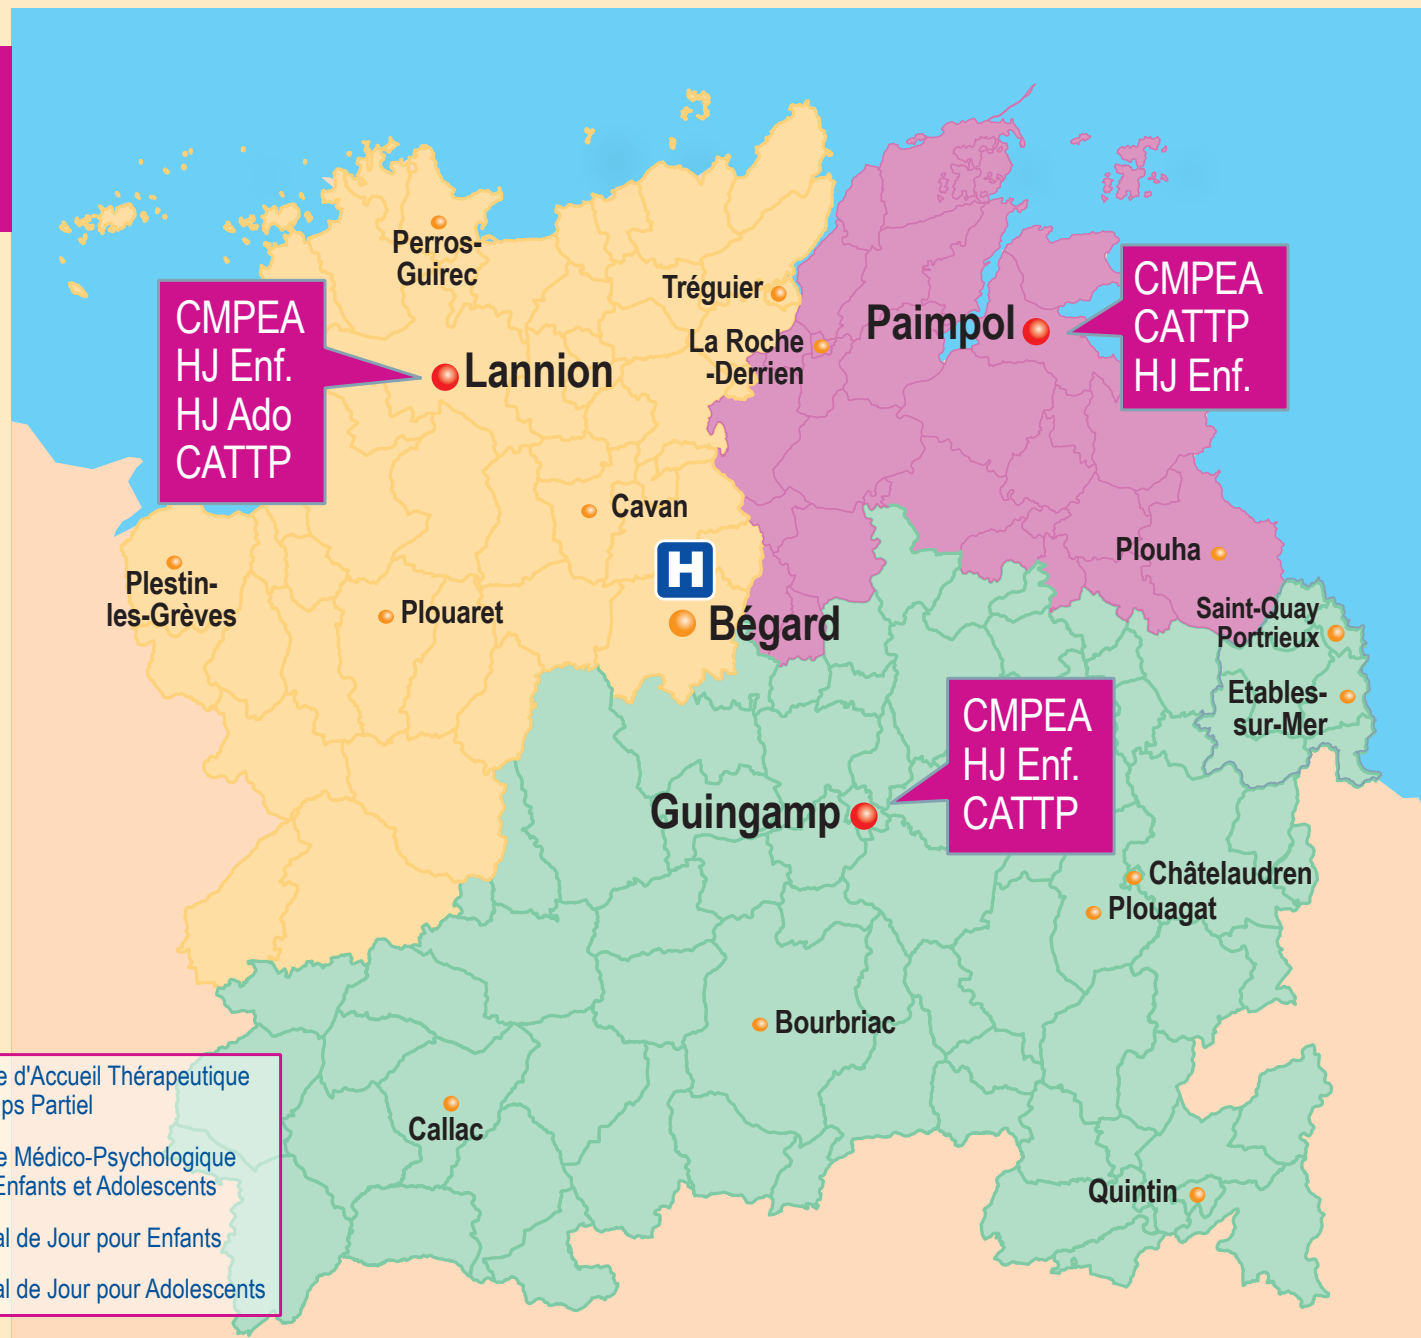 Perros-
Guirec
Tréguier
CMPEA
HJ Enf.
HJ Ado
CATTP
Lannion
La Roche
-Derrien
Paimpol
CMPEA
CATTP
HJ Enf.
Cavan
H
Bégard
Plouha
Plestin-
les-Grèves
Plouaret
Saint-Quay
Portrieux
Etables-
sur-Mer
CMPEA
HJ Enf.
CATTP
Guingamp
Châtelaudren
Plouagat
Bourbriac
Callac
Quintin
e d'Accueil Thérapeutique
ps Partiel
e Médico-Psychologique
Enfants et Adolescents
al de Jour pour Enfants
al de Jour pour Adolescents